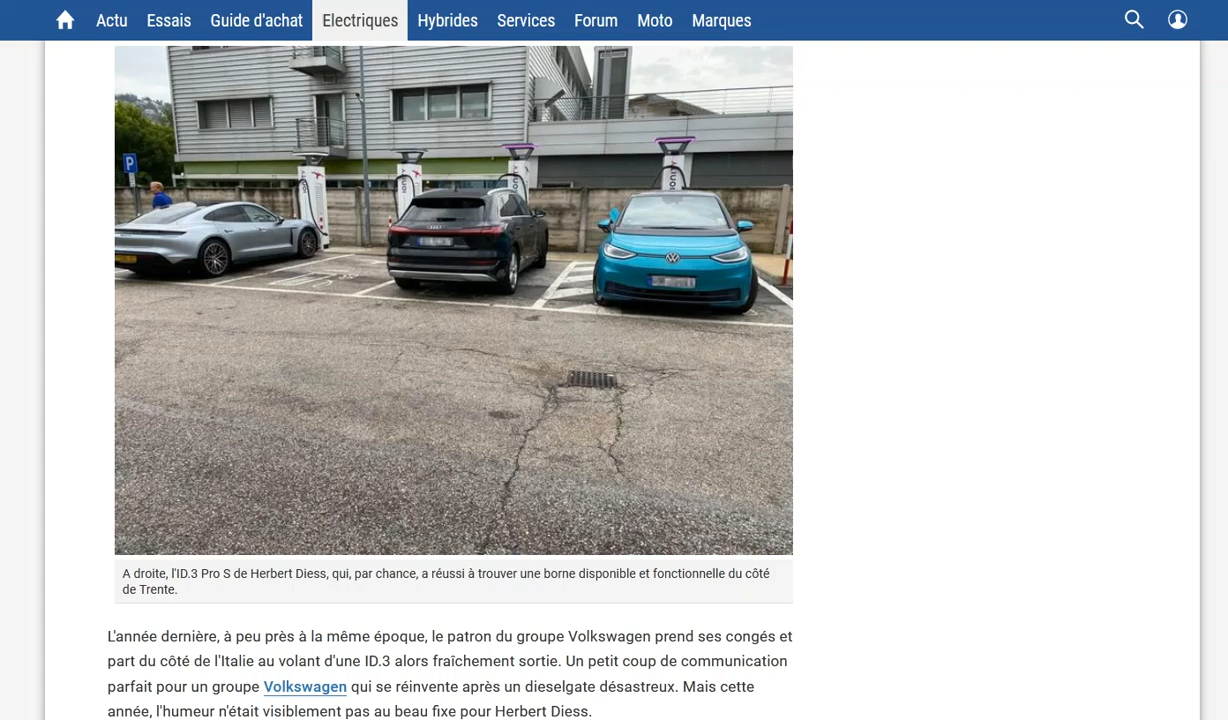 Actu Essais Guide d'achat Electriques Hybrides Services Forum Moto Marques
P
IONITY
A droite, l'ID.3 Pro S de Herbert Diess, qui, par chance, a réussi à trouver une borne disponible et fonctionnelle du côté
de Trente.
L'année dernière, à peu près à la même époque, le patron du groupe Volkswagen prend ses congés et
part du côté de l'Italie au volant d'une ID.3 alors fraîchement sortie. Un petit coup de communication
parfait pour un groupe Volkswagen qui se réinvente après un dieselgate désastreux. Mais cette
année, l'humeur n'était visiblement pas au beau fixe pour Herbert Diess.